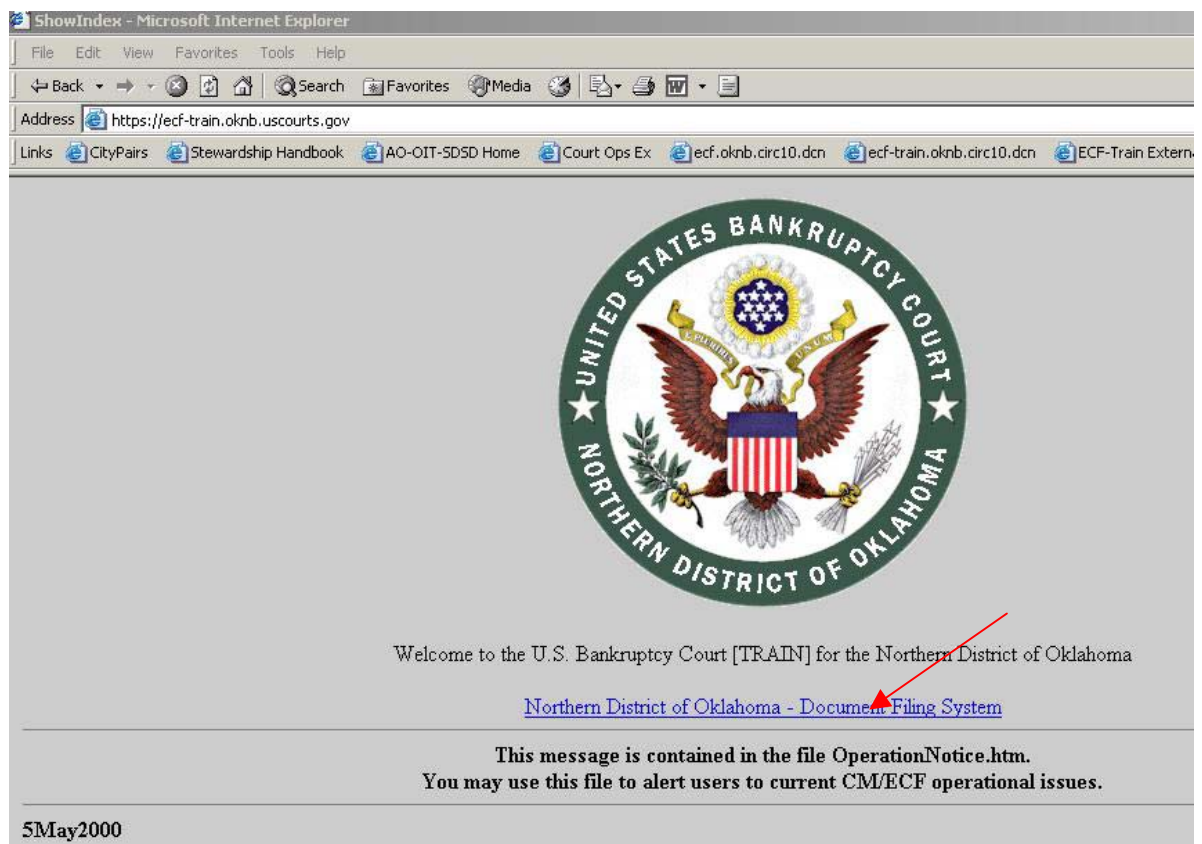 ShowIndex - Microsoft Internet Explorer
File Edit View Favorites Tools Help
Back Search Favorites Media
Address https://ecf-train.oknb.uscourts.gov
Links CityPairs Stewardship Handbook AO-OIT-SDSD Home Court Ops Ex ecf.oknb.circ10.dcn ecf-train.oknb.circ10.dcn ECF-Train Extern
UNITED STATES BANKRUPTCY COURT
E PLURIBUS UNUM
NORTHERN DISTRICT OF OKLAHOMA
Welcome to the U.S. Bankruptcy Court [TRAIN] for the Northern District of Oklahoma
Northern District of Oklahoma - Document Filing System
This message is contained in the file OperationNotice.htm.
You may use this file to alert users to current CM/ECF operational issues.
5May2000